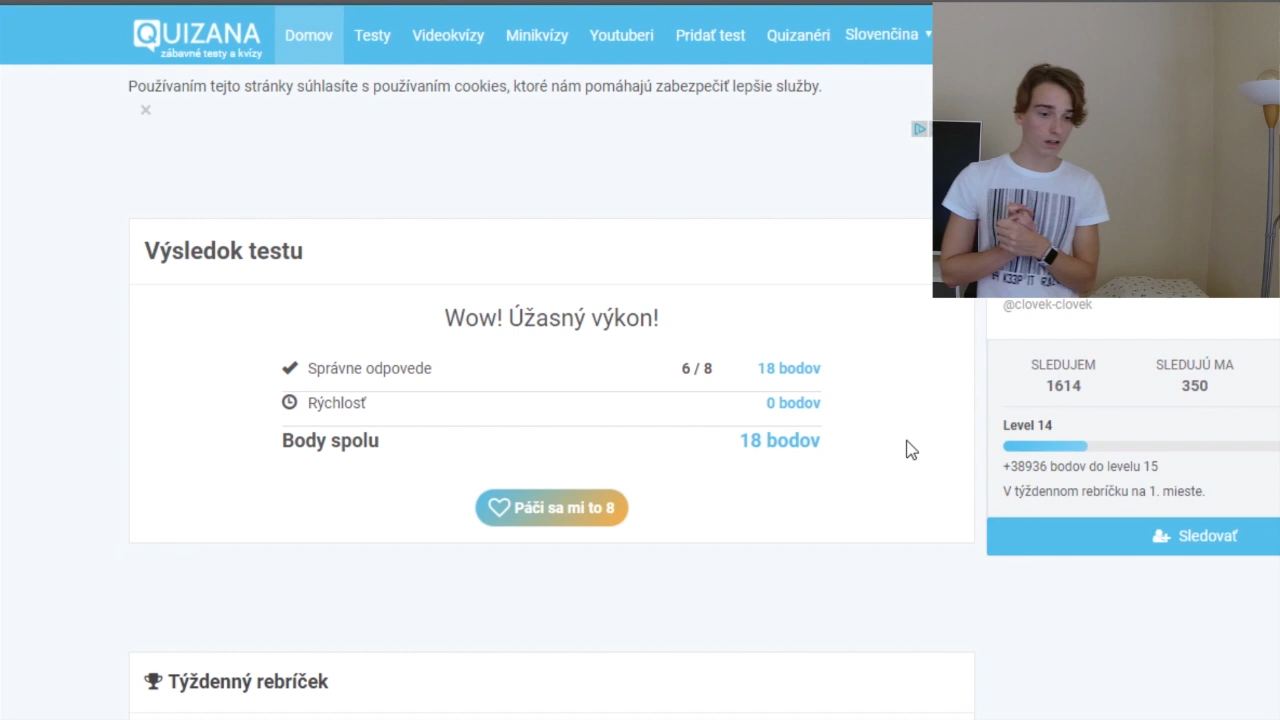 QUIZANA
zábavné testy a kvízy
Domov
Testy
Videokvízy
Minikvízy
Youtuberi
Pridať test
Quizanéri
Slovenčina
Používaním tejto stránky súhlasíte s používaním cookies, ktoré nám pomáhajú zabezpečiť lepšie služby.
Výsledok testu
Wow! Úžasný výkon!
Správne odpovede 6 / 8 18 bodov
Rýchlosť 0 bodov
Body spolu 18 bodov
Páči sa mi to 8
@clovek-clovek
SLEDUJEM SLEDUJÚ MA
1614 350
Level 14
+38936 bodov do levelu 15
V týždennom rebríčku na 1. mieste.
Sledovať
Týždenný rebríček